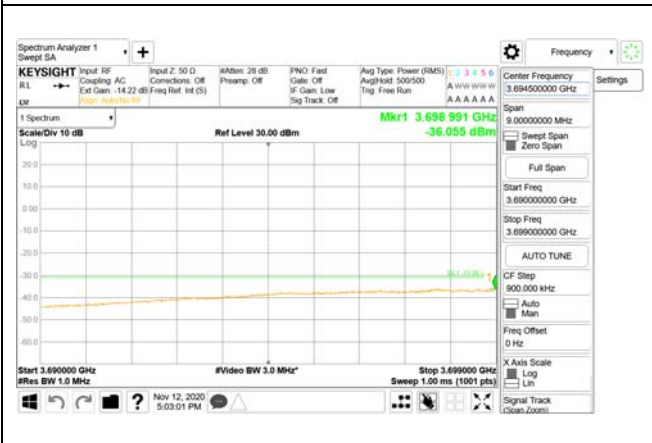 Spectrum Analyzer 1
Swept SA
+
Frequency
KEYSIGHT
RL
Input: RF
Coupling: AC
Ext Gain: -14.22 dB
Align: Auto/No RF
Input Z: 50 Ω
Corrections: Off
Freq Ref: Int (S)
#Atten: 28 dB
Preamp: Off
PNO: Fast
Gate: Off
IF Gain: Low
Sig Track: Off
Avg Type: Power (RMS)
Avg|Hold: 500/500
Trig: Free Run
1 2 3 4 5 6
A W W W W W
A A A A A A
1 Spectrum
Scale/Div 10 dB
Log
Ref Level 30.00 dBm
Mkr1 3.698 991 GHz
-36.055 dBm
20.0
10.0
0.00
-10.0
-20.0
-30.0
-40.0
-50.0
-60.0
1
Start 3.690000 GHz
#Res BW 1.0 MHz
#Video BW 3.0 MHz*
Stop 3.699000 GHz
Sweep 1.00 ms (1001 pts)
Nov 12, 2020
5:03:01 PM
Center Frequency
3.694500000 GHz
Settings
Span
9.00000000 MHz
Swept Span
Zero Span
Full Span
Start Freq
3.690000000 GHz
Stop Freq
3.699000000 GHz
AUTO TUNE
CF Step
900.000 kHz
Auto
Man
Freq Offset
0 Hz
X Axis Scale
Log
Lin
Signal Track
(Span Zoom)